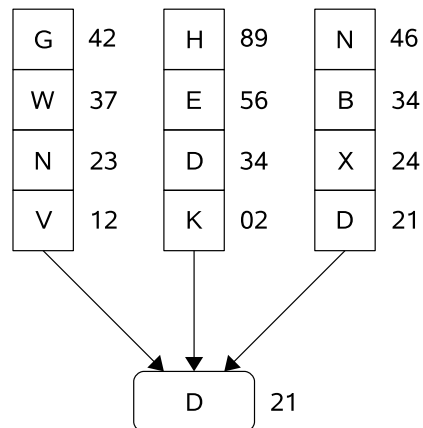 G 42 H 89 N 46
W 37 E 56 B 34
N 23 D 34 X 24
V 12 K 02 D 21
D 21